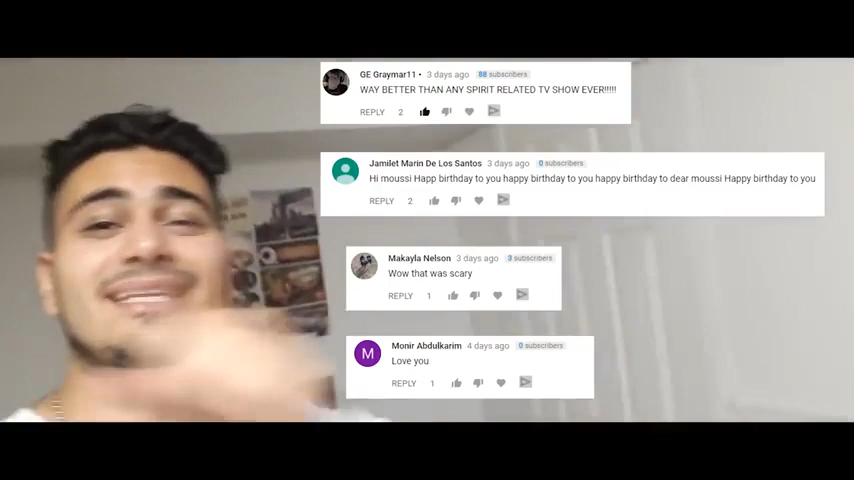 GE Graymar11 • 3 days ago 88 subscribers
WAY BETTER THAN ANY SPIRIT RELATED TV SHOW EVER!!!!!
REPLY 2
Jamilet Marin De Los Santos 3 days ago 0 subscribers
Hi moussi Happ birthday to you happy birthday to you happy birthday to dear moussi Happy birthday to you
REPLY 2
Makayla Nelson 3 days ago 3 subscribers
Wow that was scary
REPLY 1
M
Monir Abdulkarim 4 days ago 0 subscribers
Love you
REPLY 1